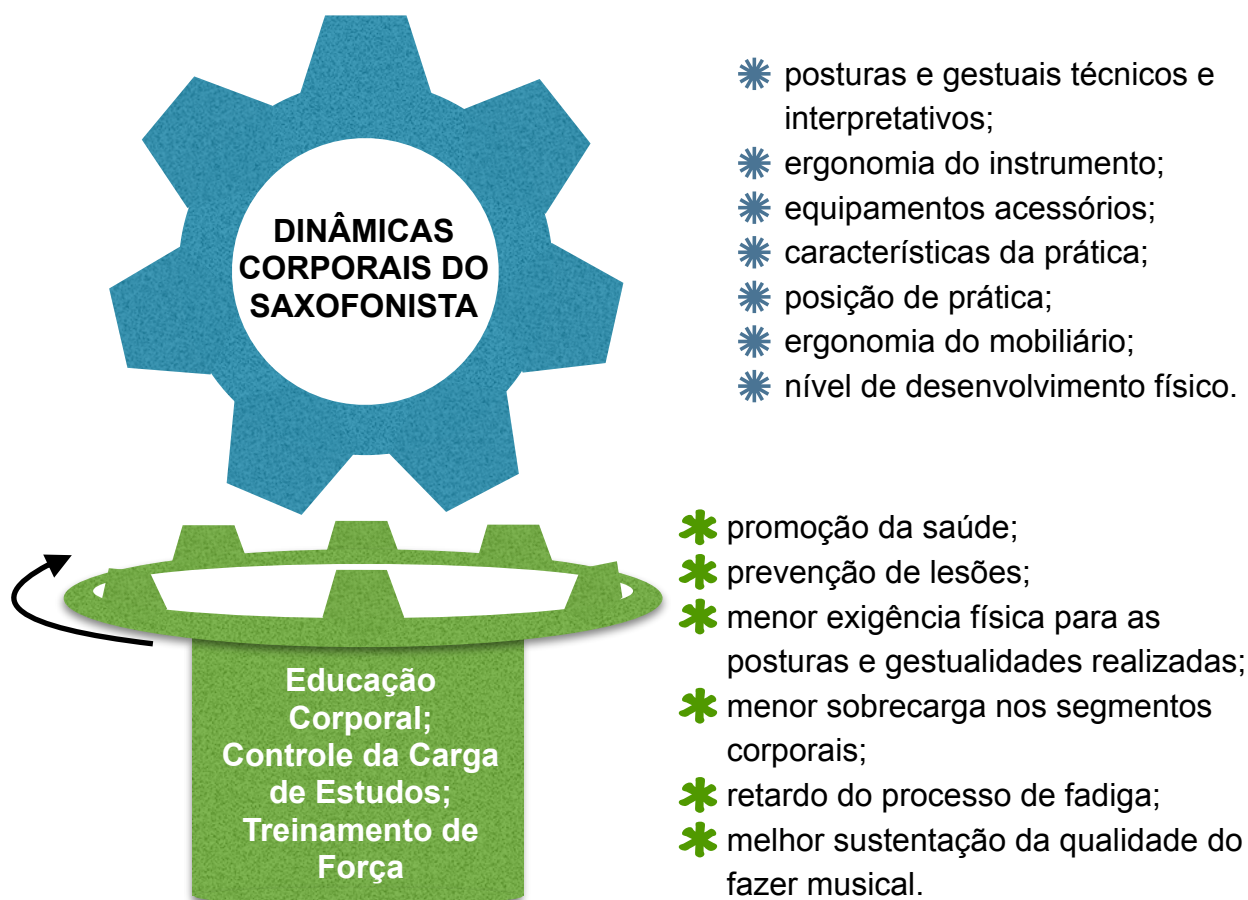 DINÂMICAS
CORPORAIS DO
SAXOFONISTA
posturas e gestuais técnicos e
interpretativos;
ergonomia do instrumento;
equipamentos acessórios;
características da prática;
posição de prática;
ergonomia do mobiliário;
nível de desenvolvimento físico.
Educação
Corporal;
Controle da Carga
de Estudos;
Treinamento de
Força
promoção da saúde;
prevenção de lesões;
menor exigência física para as
posturas e gestualidades realizadas;
menor sobrecarga nos segmentos
corporais;
retardo do processo de fadiga;
melhor sustentação da qualidade do
fazer musical.